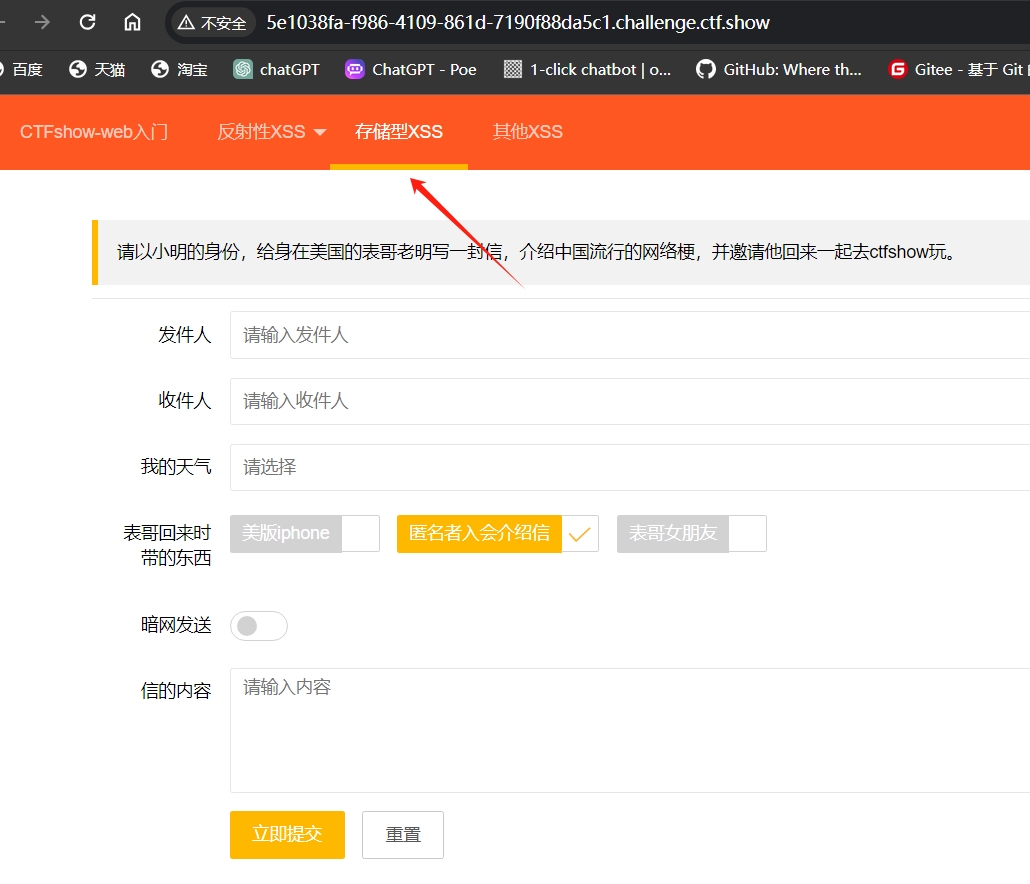 不安全 5e1038fa-f986-4109-861d-7190f88da5c1.challenge.ctf.show
百度 天猫 淘宝 chatGPT ChatGPT - Poe 1-click chatbot | o... GitHub: Where th... Gitee - 基于 Git
CTFshow-web入门 反射性XSS 存储型XSS 其他XSS
请以小明的身份，给身在美国的表哥老明写一封信，介绍中国流行的网络梗，并邀请他回来一起去ctfshow玩。
发件人 请输入发件人
收件人 请输入收件人
我的天气 请选择
表哥回来时 美版iphone 匿名者入会介绍信 表哥女朋友
带的东西
暗网发送
信的内容 请输入内容
立即提交 重置